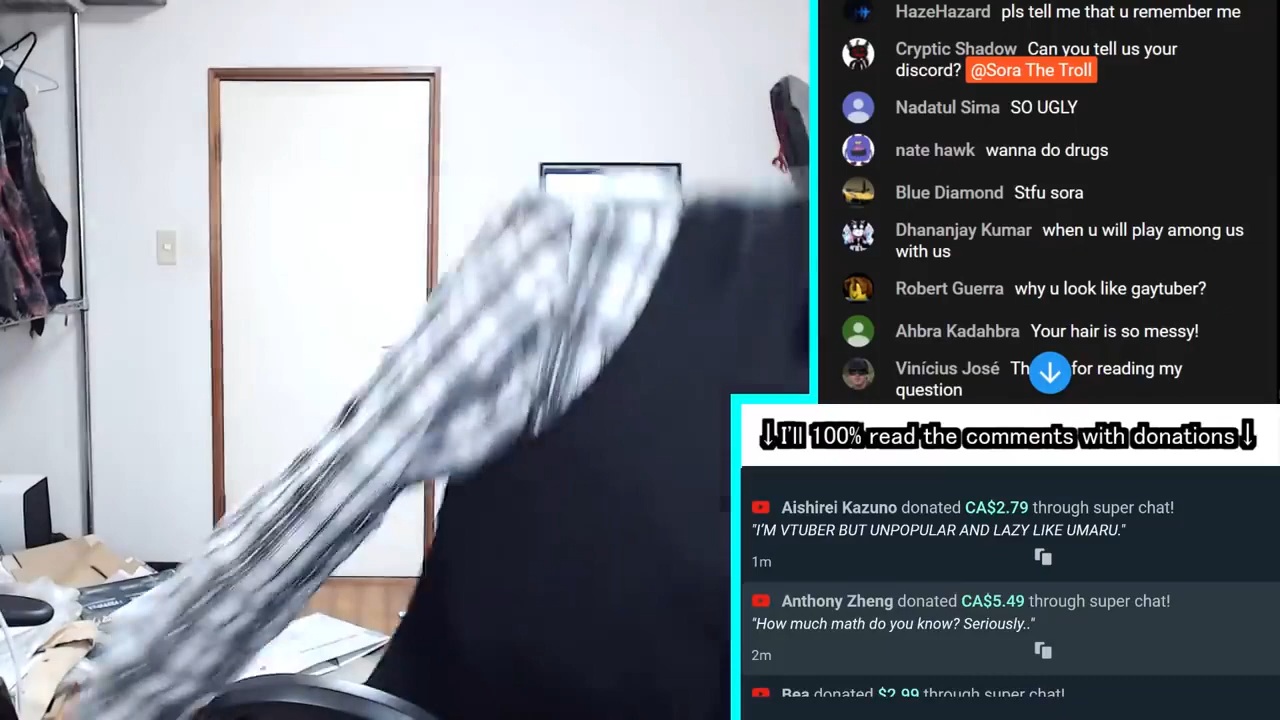 HazeHazard pls tell me that u remember me
Cryptic Shadow Can you tell us your
discord? @Sora The Troll
Nadatul Sima SO UGLY
nate hawk wanna do drugs
Blue Diamond Stfu sora
Dhananjay Kumar when u will play among us
with us
Robert Guerra why u look like gaytuber?
Ahbra Kadahbra Your hair is so messy!
Vinícius José for reading my
question
↓I'll 100% read the comments with donations↓
Aishirei Kazuno donated CA$2.79 through super chat!
"I'M VTUBER BUT UNPOPULAR AND LAZY LIKE UMARU."
1m
Anthony Zheng donated CA$5.49 through super chat!
"How much math do you know? Seriously.."
2m
Bea donated $2.99 through super chat!